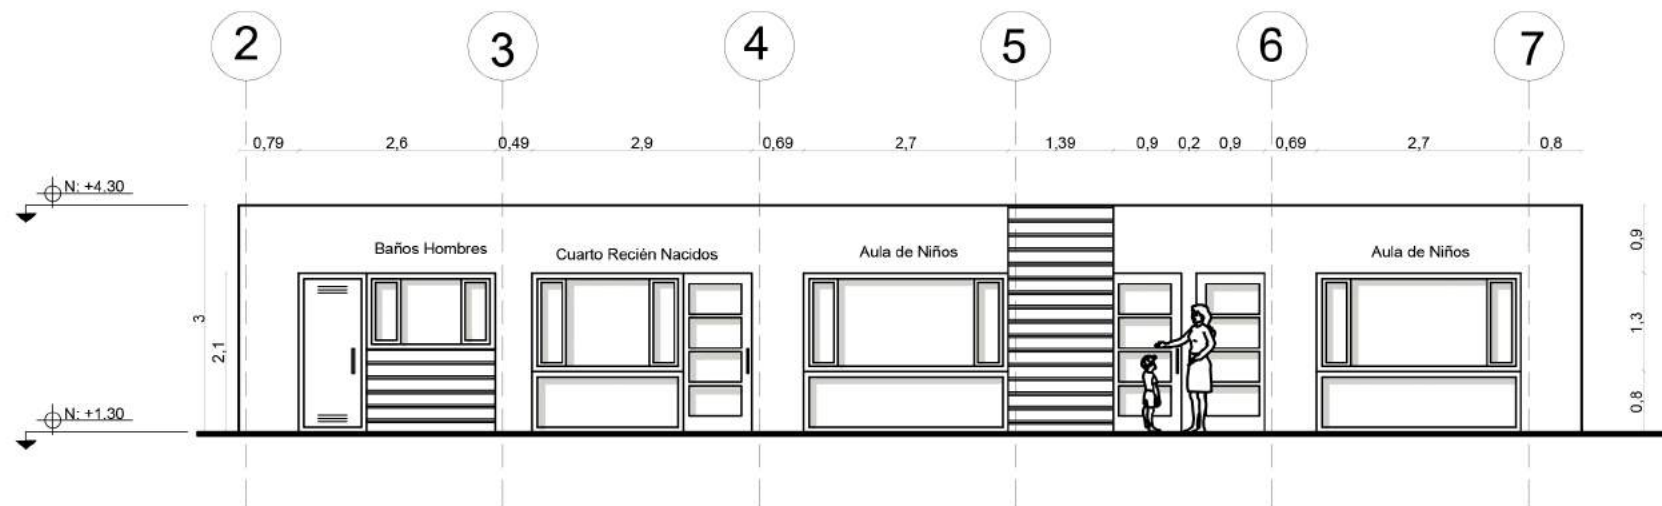 2 3 4 5 6 7
0,79 2,6 0,49 2,9 0,69 2,7 1,39 0,9 0,2 0,9 0,69 2,7 0,8
N: +4,30
Baños Hombres
Cuarto Recién Nacidos
Aula de Niños
Aula de Niños
0,9
3
2,1
1,3
0,8
N: +1,30